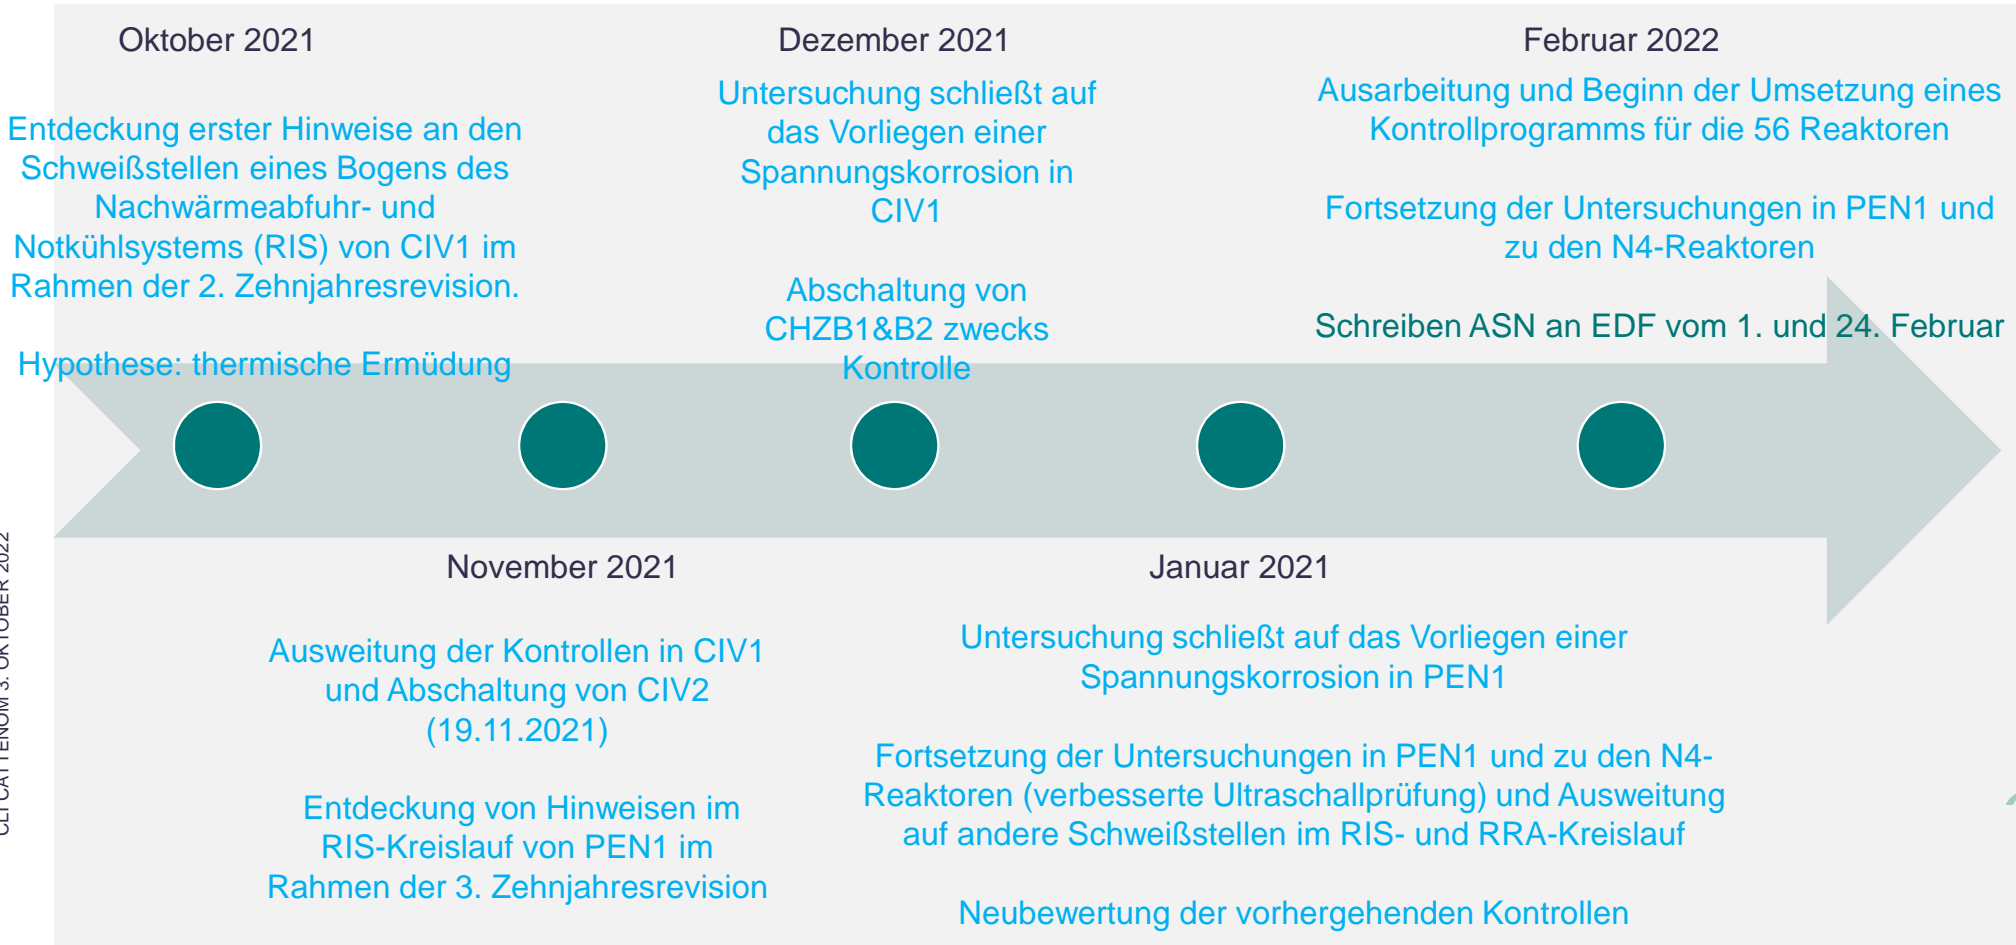 Oktober 2021
Entdeckung erster Hinweise an den
Schweißstellen eines Bogens des
Nachwärmeabfuhr- und
Notkühlsystems (RIS) von CIV1 im
Rahmen der 2. Zehnjahresrevision.
Hypothese: thermische Ermüdung
Dezember 2021
Untersuchung schließt auf
das Vorliegen einer
Spannungskorrosion in
CIV1
Abschaltung von
CHZB1&B2 zwecks
Kontrolle
Februar 2022
Ausarbeitung und Beginn der Umsetzung eines
Kontrollprogramms für die 56 Reaktoren
Fortsetzung der Untersuchungen in PEN1 und
zu den N4-Reaktoren
Schreiben ASN an EDF vom 1. und 24. Februar
November 2021
Ausweitung der Kontrollen in CIV1
und Abschaltung von CIV2
(19.11.2021)
Entdeckung von Hinweisen im
RIS-Kreislauf von PEN1 im
Rahmen der 3. Zehnjahresrevision
Januar 2021
Untersuchung schließt auf das Vorliegen einer
Spannungskorrosion in PEN1
Fortsetzung der Untersuchungen in PEN1 und zu den N4-
Reaktoren (verbesserte Ultraschallprüfung) und Ausweitung
auf andere Schweißstellen im RIS- und RRA-Kreislauf
Neubewertung der vorhergehenden Kontrollen
CLI CATTENOM 3. OKTOBER 2022